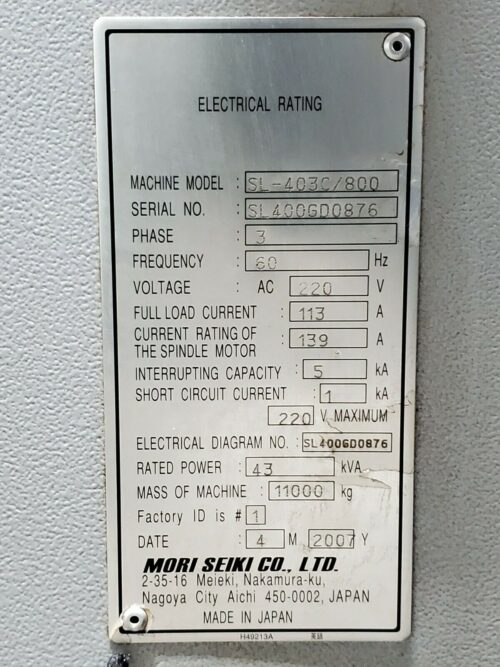 ELECTRICAL RATING
MACHINE MODEL : SL-403C/800
SERIAL NO. : SL400GD0876
PHASE : 3
FREQUENCY : 60 Hz
VOLTAGE : AC 220 V
FULL LOAD CURRENT : 113 A
CURRENT RATING OF
THE SPINDLE MOTOR : 139 A
INTERRUPTING CAPACITY : 5 kA
SHORT CIRCUIT CURRENT : 1 kA
220 V MAXIMUM
ELECTRICAL DIAGRAM NO. : SL400GD0876
RATED POWER : 43 kVA
MASS OF MACHINE : 11000 kg
Factory ID is # 1
DATE : 4 M 2007 Y
MORI SEIKI CO., LTD.
2-35-16 Meieki, Nakamura-ku,
Nagoya City Aichi 450-0002, JAPAN
MADE IN JAPAN
H49213A 英語